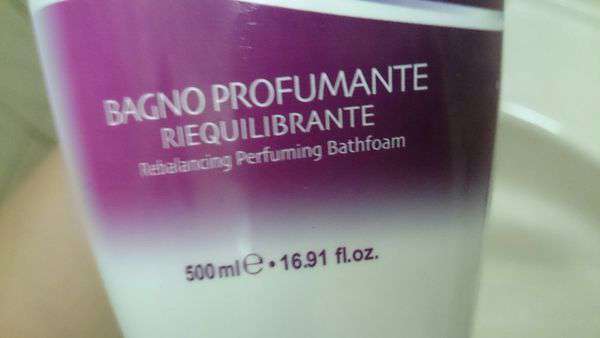 BAGNO PROFUMANTE
RIEQUILIBRANTE
Rebalancing Perfuming Bathfoam
500 ml ℮ • 16.91 fl.oz.